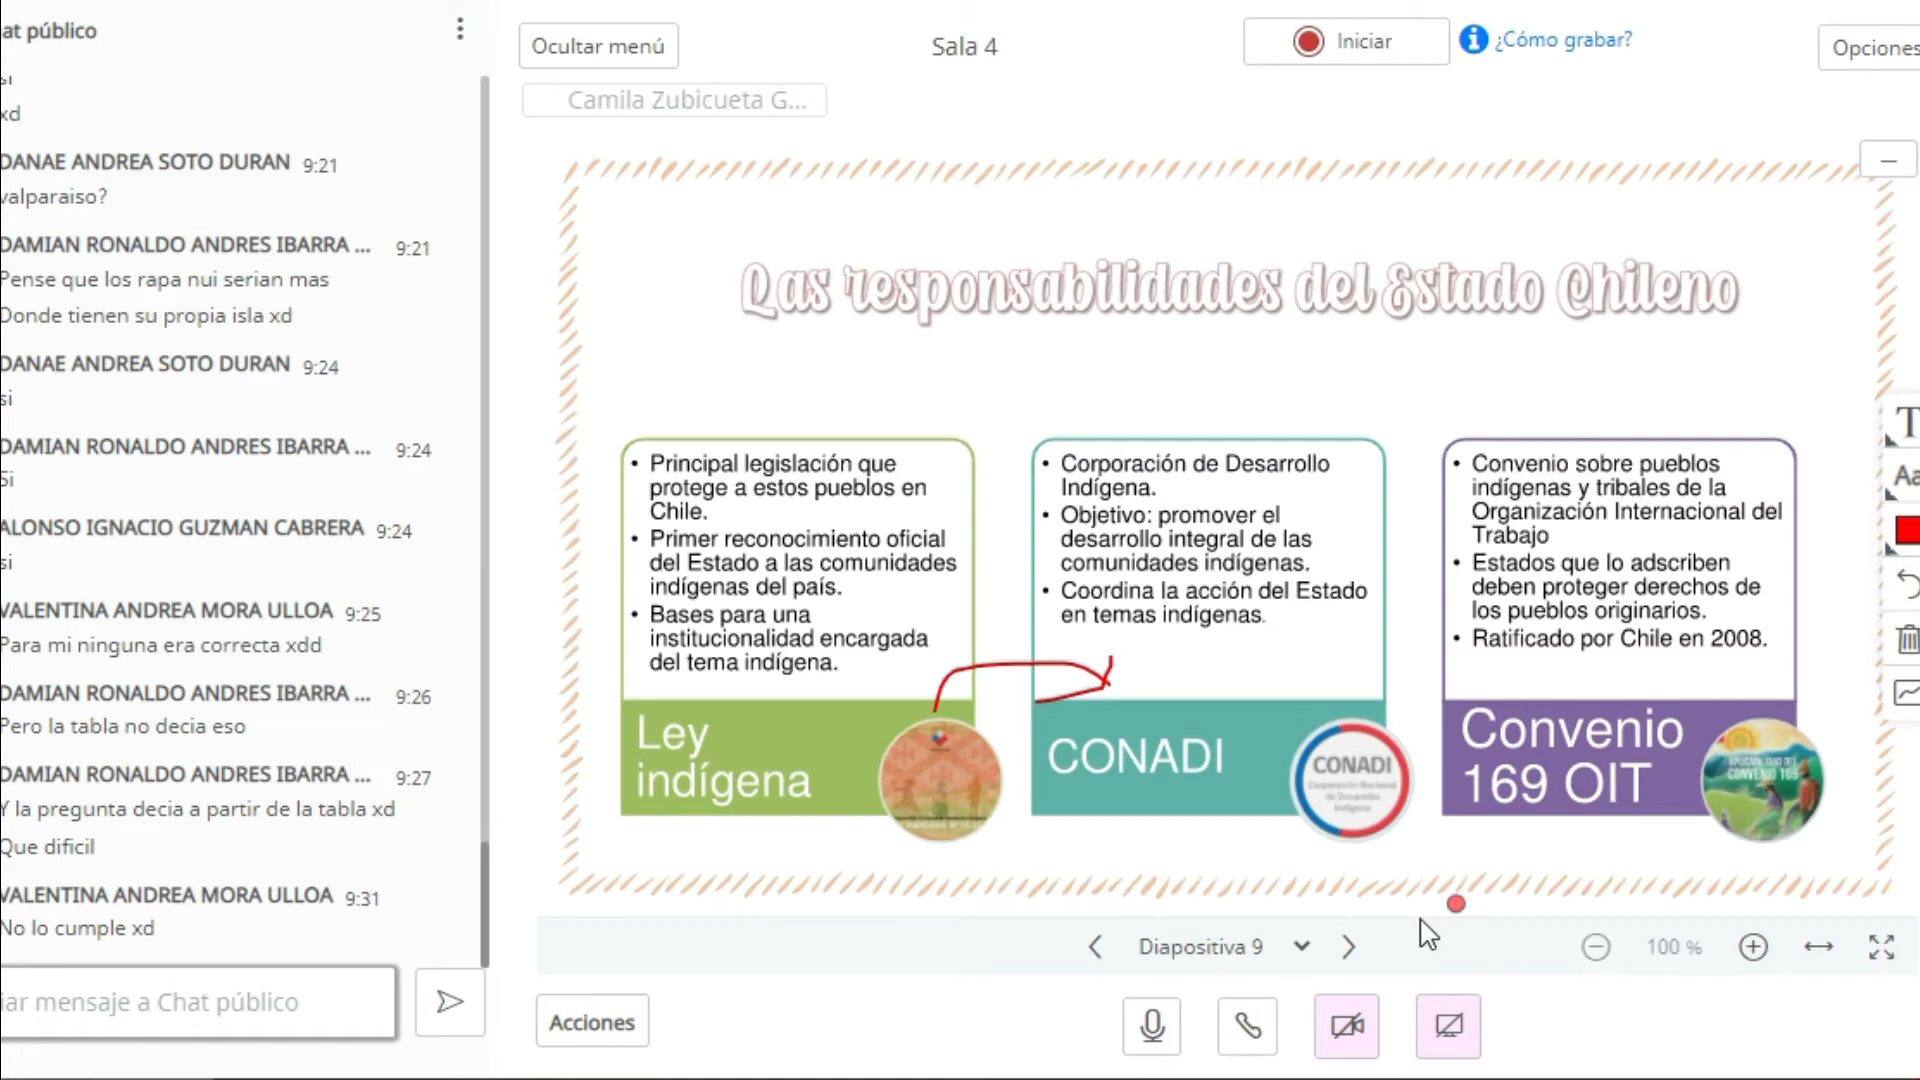 at público
si
xd
DANAE ANDREA SOTO DURAN 9:21
valparaiso?
DAMIAN RONALDO ANDRES IBARRA ... 9:21
Pense que los rapa nui serian mas
Donde tienen su propia isla xd
DANAE ANDREA SOTO DURAN 9:24
si
DAMIAN RONALDO ANDRES IBARRA ... 9:24
Si
ALONSO IGNACIO GUZMAN CABRERA 9:24
si
VALENTINA ANDREA MORA ULLOA 9:25
Para mi ninguna era correcta xdd
DAMIAN RONALDO ANDRES IBARRA ... 9:26
Pero la tabla no decia eso
DAMIAN RONALDO ANDRES IBARRA ... 9:27
Y la pregunta decia a partir de la tabla xd
Que dificil
VALENTINA ANDREA MORA ULLOA 9:31
No lo cumple xd
iar mensaje a Chat público
Ocultar menú
Sala 4
Iniciar
¿Cómo grabar?
Opciones
Camila Zubicueta G...
Las responsabilidades del Estado Chileno
• Principal legislación que
protege a estos pueblos en
Chile.
• Primer reconocimiento oficial
del Estado a las comunidades
indígenas del país.
• Bases para una
institucionalidad encargada
del tema indígena.
Ley
indígena
• Corporación de Desarrollo
Indígena.
• Objetivo: promover el
desarrollo integral de las
comunidades indígenas.
• Coordina la acción del Estado
en temas indígenas.
CONADI
CONADI
Corporación Nacional
de Desarrollo
Indígena
• Convenio sobre pueblos
indígenas y tribales de la
Organización Internacional del
Trabajo
• Estados que lo adscriben
deben proteger derechos de
los pueblos originarios.
• Ratificado por Chile en 2008.
Convenio
169 OIT
CONVENIO 169
T
Aa
Diapositiva 9
100 %
Acciones